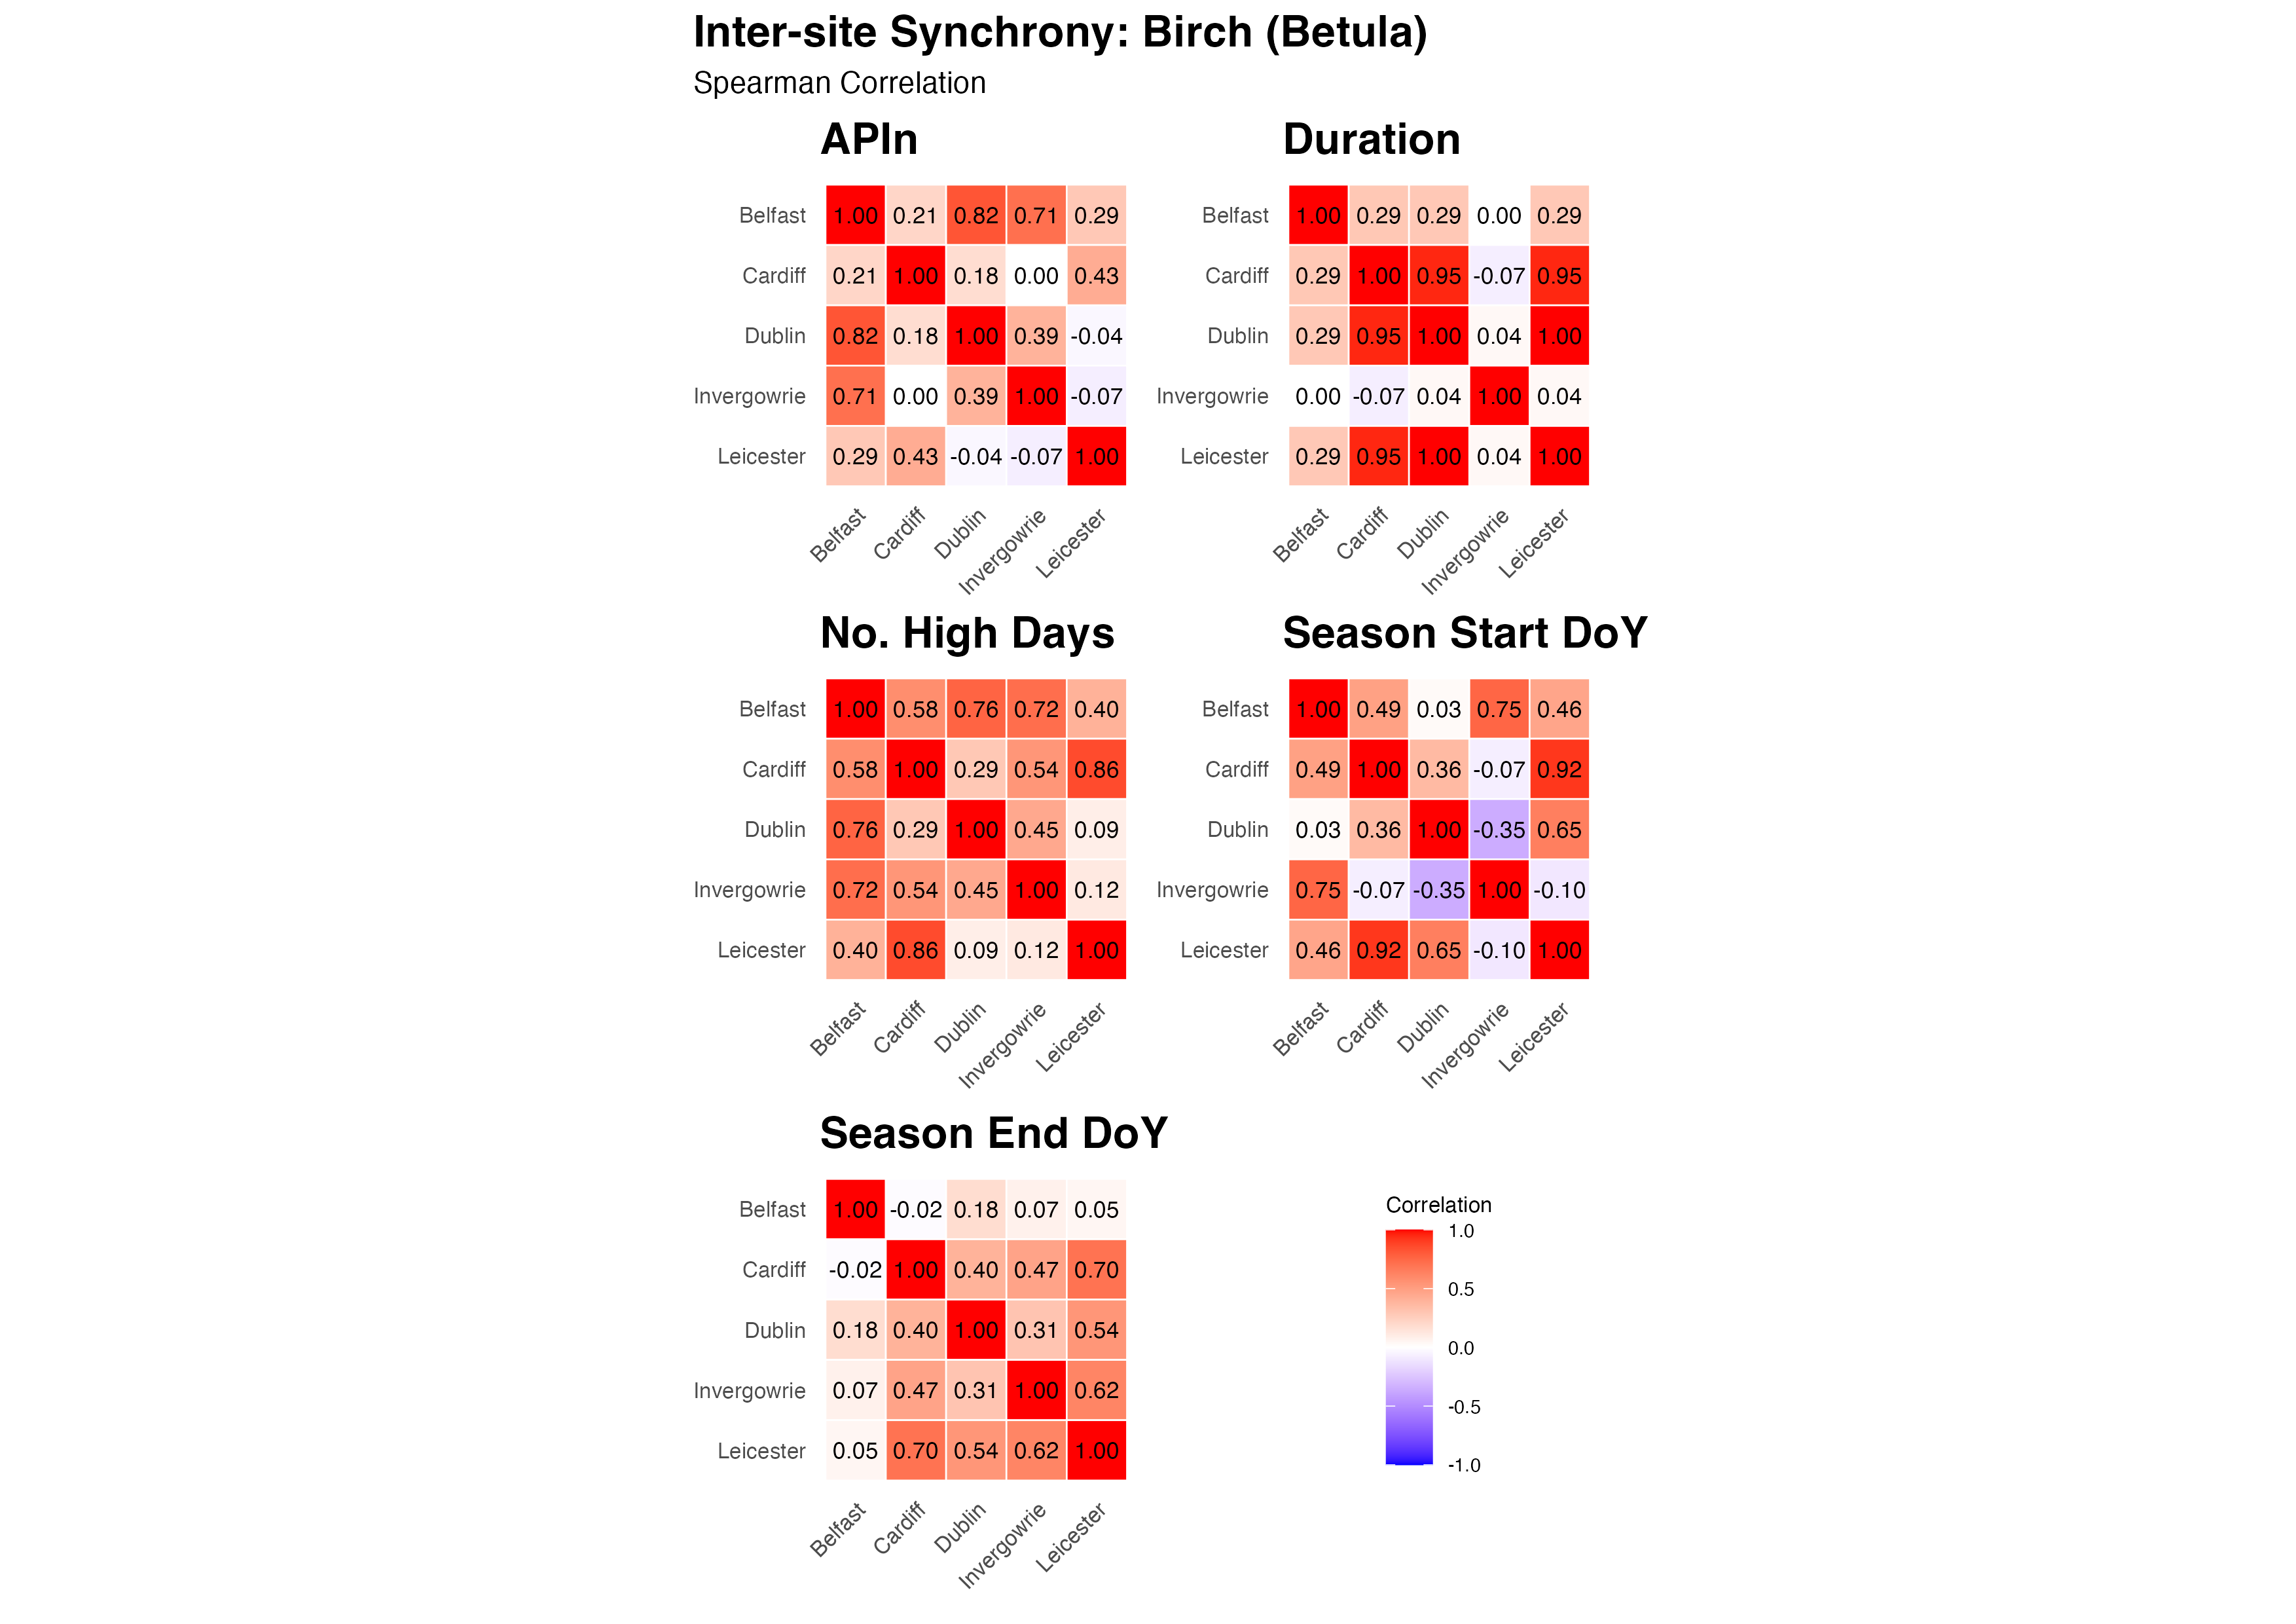 Inter-site Synchrony: Birch (Betula)
Spearman Correlation
APIn
Belfast 1.00 0.21 0.82 0.71 0.29
Cardiff 0.21 1.00 0.18 0.00 0.43
Dublin 0.82 0.18 1.00 0.39 -0.04
Invergowrie 0.71 0.00 0.39 1.00 -0.07
Leicester 0.29 0.43 -0.04 -0.07 1.00
Belfast Cardiff Dublin Invergowrie Leicester
Duration
Belfast 1.00 0.29 0.29 0.00 0.29
Cardiff 0.29 1.00 0.95 -0.07 0.95
Dublin 0.29 0.95 1.00 0.04 1.00
Invergowrie 0.00 -0.07 0.04 1.00 0.04
Leicester 0.29 0.95 1.00 0.04 1.00
Belfast Cardiff Dublin Invergowrie Leicester
No. High Days
Belfast 1.00 0.58 0.76 0.72 0.40
Cardiff 0.58 1.00 0.29 0.54 0.86
Dublin 0.76 0.29 1.00 0.45 0.09
Invergowrie 0.72 0.54 0.45 1.00 0.12
Leicester 0.40 0.86 0.09 0.12 1.00
Belfast Cardiff Dublin Invergowrie Leicester
Season Start DoY
Belfast 1.00 0.49 0.03 0.75 0.46
Cardiff 0.49 1.00 0.36 -0.07 0.92
Dublin 0.03 0.36 1.00 -0.35 0.65
Invergowrie 0.75 -0.07 -0.35 1.00 -0.10
Leicester 0.46 0.92 0.65 -0.10 1.00
Belfast Cardiff Dublin Invergowrie Leicester
Season End DoY
Belfast 1.00 -0.02 0.18 0.07 0.05
Cardiff -0.02 1.00 0.40 0.47 0.70
Dublin 0.18 0.40 1.00 0.31 0.54
Invergowrie 0.07 0.47 0.31 1.00 0.62
Leicester 0.05 0.70 0.54 0.62 1.00
Belfast Cardiff Dublin Invergowrie Leicester
Correlation
1.0
0.5
0.0
-0.5
-1.0